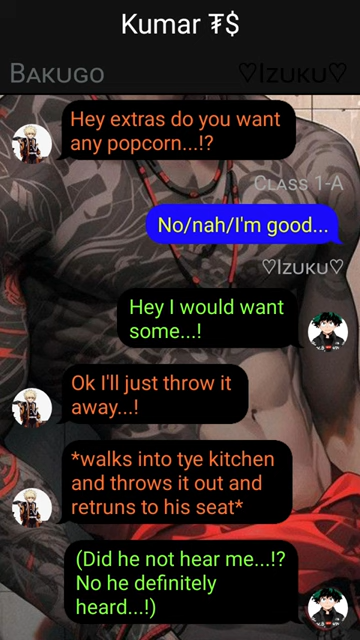 Kumar ₮$
Bakugo
♡Izuku♡
Hey extras do you want
any popcorn...!?
Class 1-A
No/nah/I'm good...
♡Izuku♡
Hey I would want
some...!
Ok I'll just throw it
away...!
*walks into tye kitchen
and throws it out and
retruns to his seat*
(Did he not hear me...!?
No he definitely
heard...!)